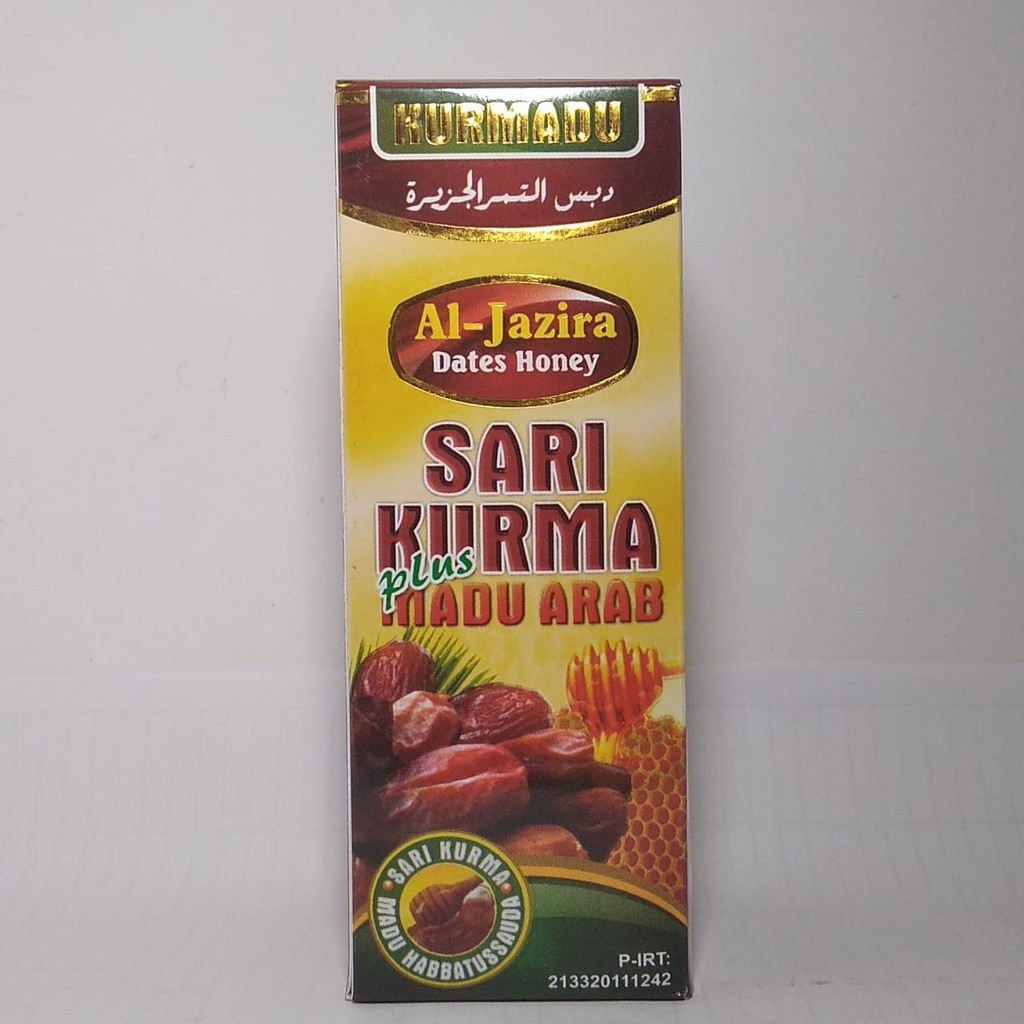 KURMADU
دبس التمر الجزيرة
Al-Jazira
Dates Honey
SARI
KURMA
plus
MADU ARAB
SARI KURMA
MADU HABBATUSSAUDA
P-IRT:
213320111242